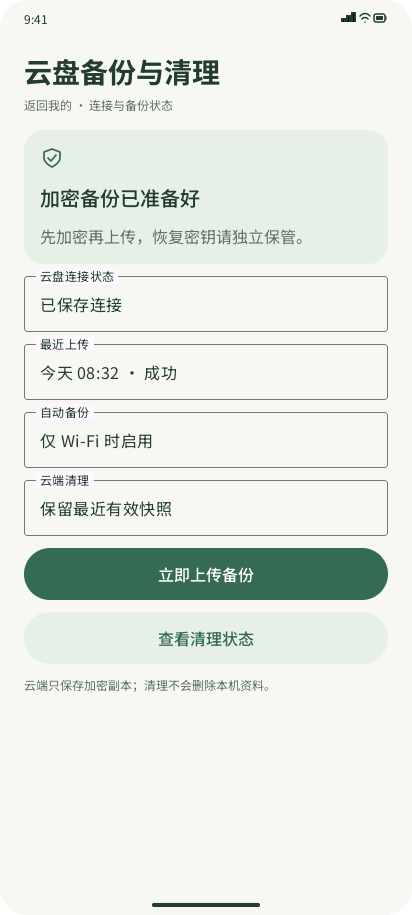 9:41
云盘备份与清理
返回我的 · 连接与备份状态
加密备份已准备好
先加密再上传，恢复密钥请独立保管。
云盘连接状态
已保存连接
最近上传
今天 08:32 · 成功
自动备份
仅 Wi-Fi 时启用
云端清理
保留最近有效快照
立即上传备份
查看清理状态
云端只保存加密副本；清理不会删除本机资料。